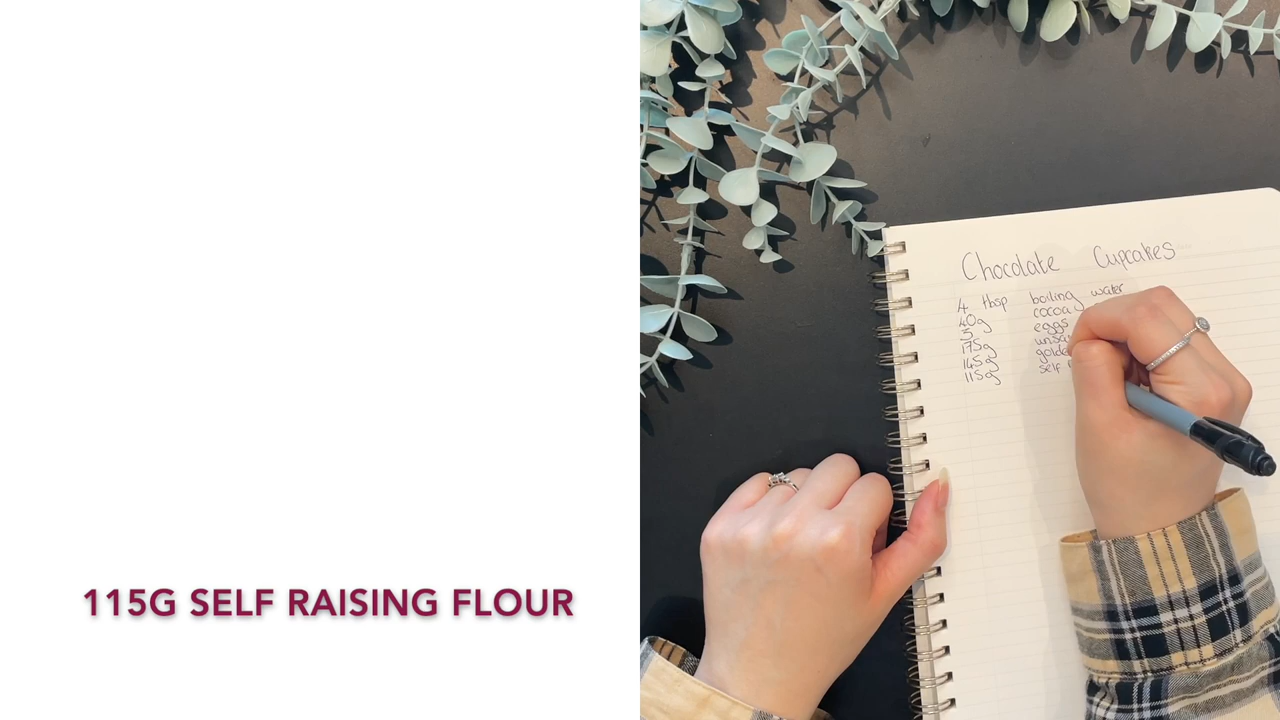 115G SELF RAISING FLOUR
Chocolate Cupcakes
4 tbsp boiling water
40g cocoa
3 eggs
175g
145g
115g self